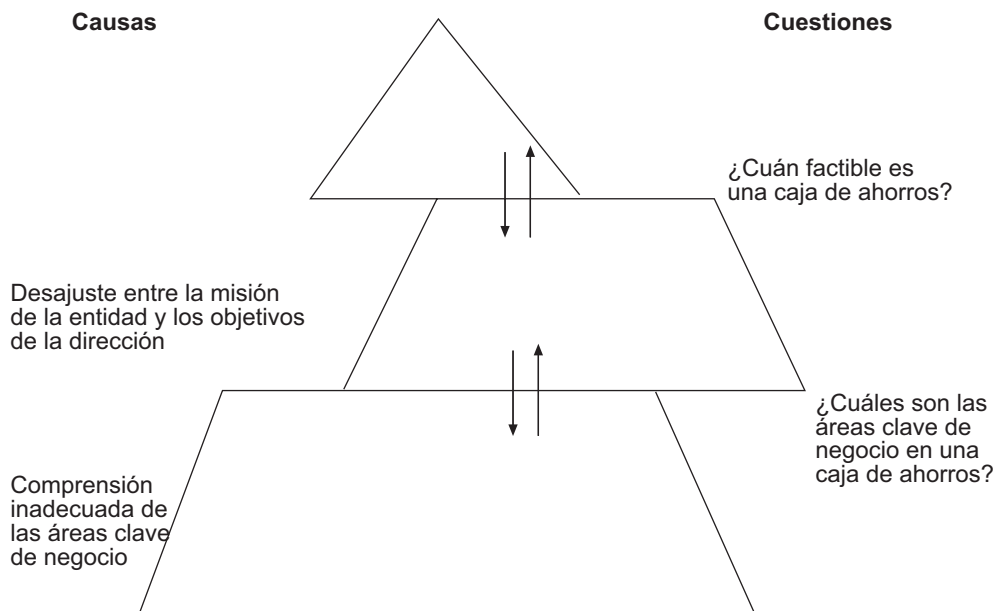 Causas
Cuestiones
¿Cuán factible es
una caja de ahorros?
Desajuste entre la misión
de la entidad y los objetivos
de la dirección
¿Cuáles son las
áreas clave de
negocio en una
caja de ahorros?
Comprensión
inadecuada de
las áreas clave
de negocio